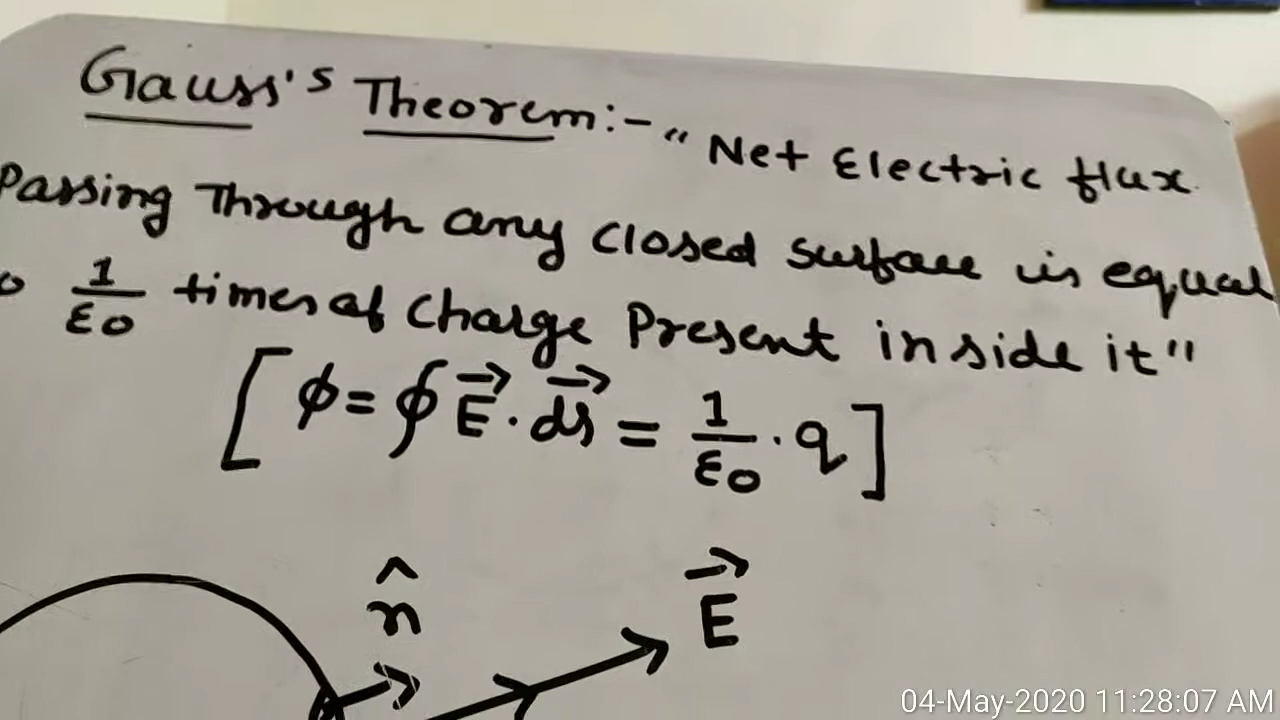 Gauss's Theorem:- "Net Electric flux
Passing Through any closed surface is equal
1/ε0 times of charge Present inside it"
[ϕ = ∮ E⃗ . ds⃗ = 1/ε0 . q]
n̂
E⃗
04-May-2020 11:28:07 AM